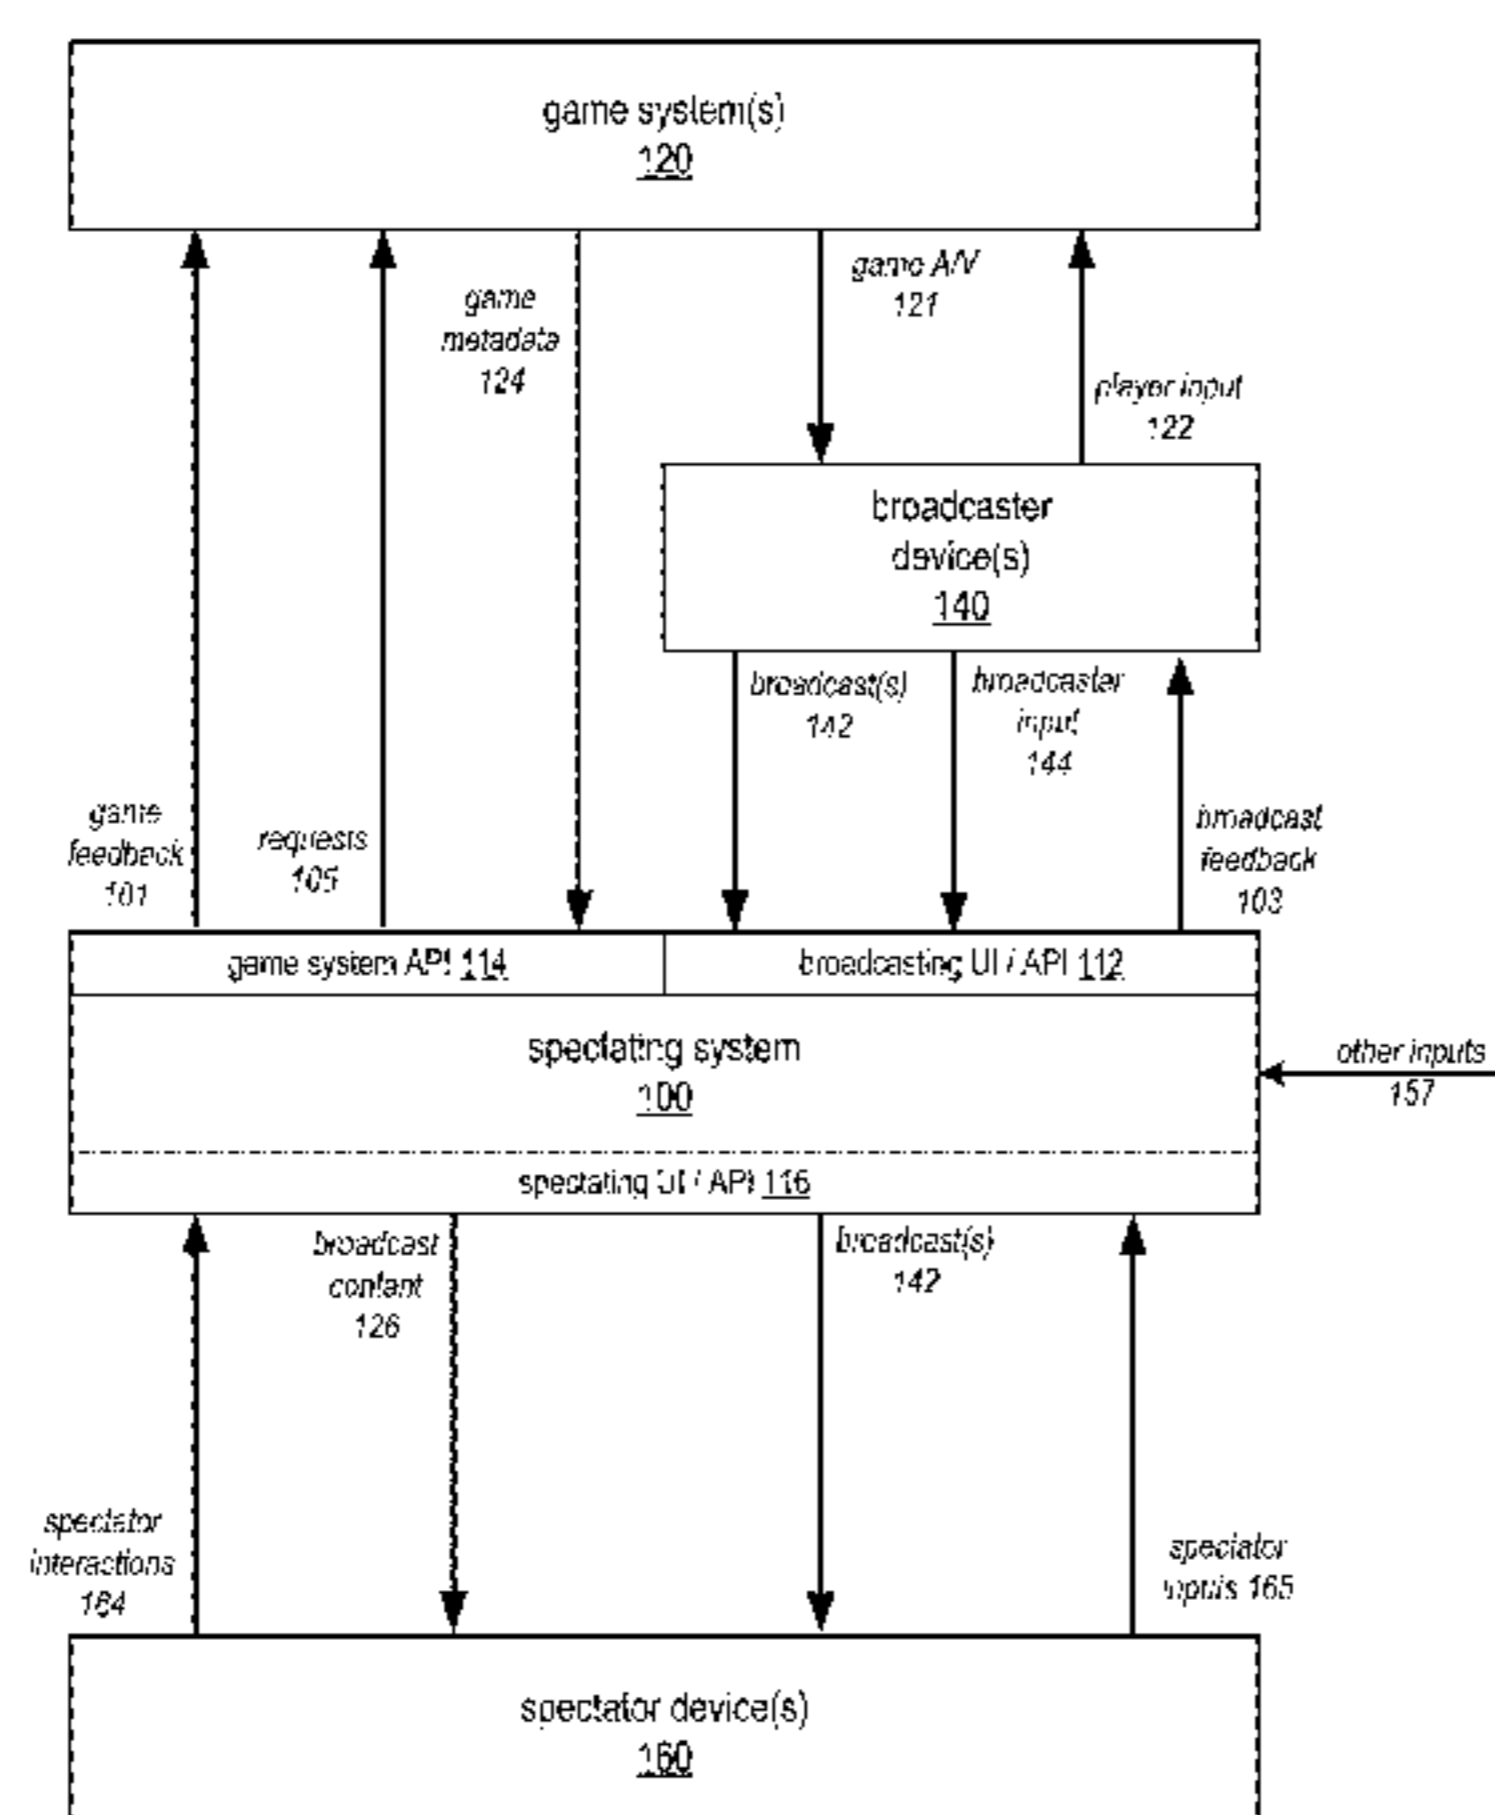 game system(s)
120
game A/V
121
game
metadata
124
player input
122
broadcaster
device(s)
140
broadcast(s)
142
broadcaster
input
144
game
feedback
101
requests
105
broadcast
feedback
103
game system API 114
broadcasting UI / API 112
spectating system
100
other inputs
157
spectating UI / API 116
broadcast
content
126
broadcast(s)
142
spectator
interactions
164
spectator
inputs 165
spectator device(s)
160